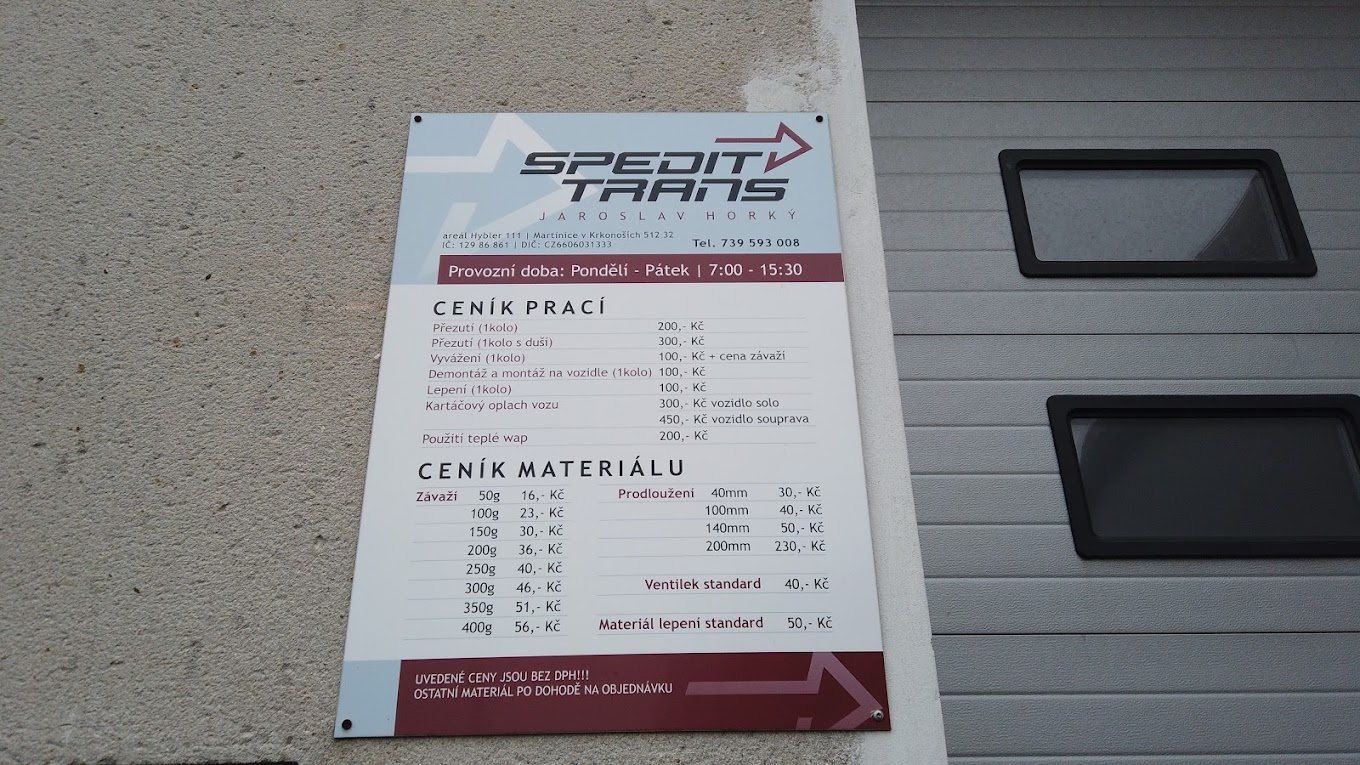 SPEDIT
TRANS
JAROSLAV HORKÝ
areál Hybler 111 | Martinice v Krkonoších 512 32
IČ: 129 86 861 | DIČ: CZ6606031333
Tel. 739 593 008
Provozní doba: Pondělí - Pátek | 7:00 - 15:30
CENÍK PRACÍ
Přezutí (1kolo) 200,- Kč
Přezutí (1kolo s duší) 300,- Kč
Vyvážení (1kolo) 100,- Kč + cena závaží
Demontáž a montáž na vozidle (1kolo) 100,- Kč
Lepení (1kolo) 100,- Kč
Kartáčový oplach vozu 300,- Kč vozidlo solo
450,- Kč vozidlo souprava
Použití teplé wap 200,- Kč
CENÍK MATERIÁLU
Závaží 50g 16,- Kč
100g 23,- Kč
150g 30,- Kč
200g 36,- Kč
250g 40,- Kč
300g 46,- Kč
350g 51,- Kč
400g 56,- Kč
Prodloužení 40mm 30,- Kč
100mm 40,- Kč
140mm 50,- Kč
200mm 230,- Kč
Ventilek standard 40,- Kč
Materiál lepení standard 50,- Kč
UVEDENÉ CENY JSOU BEZ DPH!!!
OSTATNÍ MATERIÁL PO DOHODĚ NA OBJEDNÁVKU